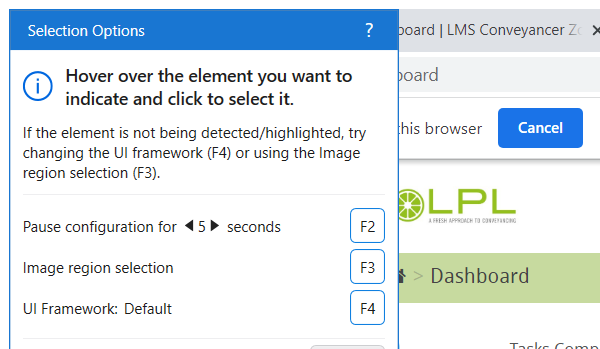 Selection Options ?
Hover over the element you want to
indicate and click to select it.
If the element is not being detected/highlighted, try
changing the UI framework (F4) or using the Image
region selection (F3).
Pause configuration for 5 seconds F2
Image region selection F3
UI Framework: Default F4
board | LMS Conveyancer Zo
board
this browser Cancel
LPL
A FRESH APPROACH TO CONVEYANCING
> Dashboard
Tasks Comp